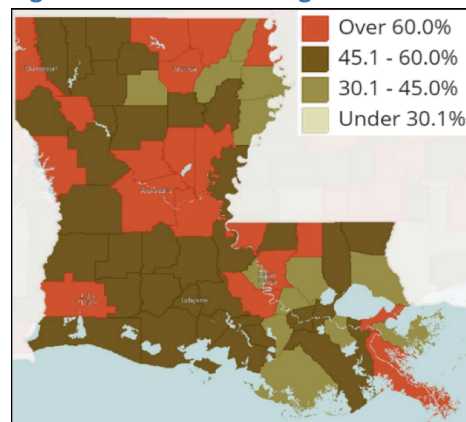 Over 60.0%
45.1 - 60.0%
30.1 - 45.0%
Under 30.1%
Shreveport
Monroe
Alexandria
Lafayette